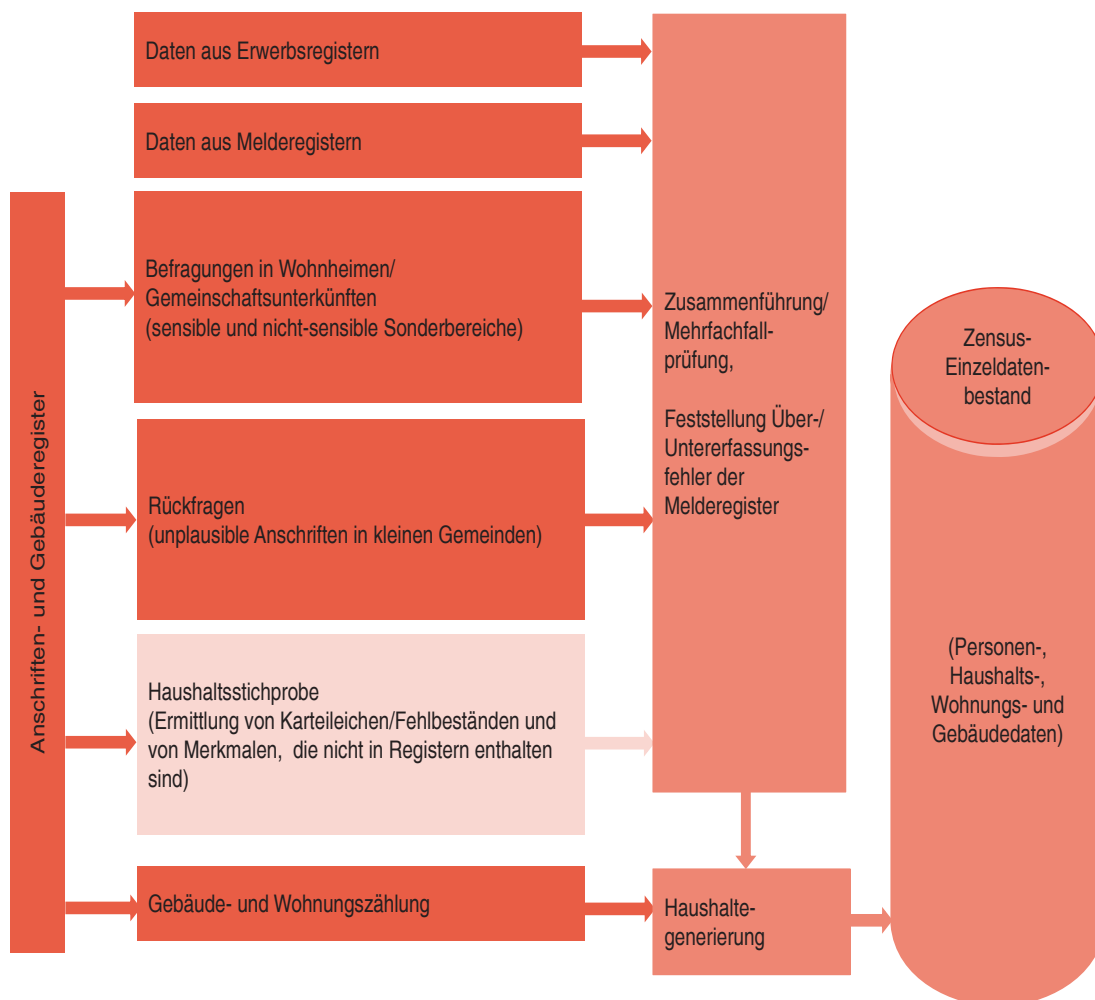 Daten aus Erwerbsregistern
Daten aus Melderegistern
Anschriften- und Gebäuderegister
Befragungen in Wohnheimen/
Gemeinschaftsunterkünften
(sensible und nicht-sensible Sonderbereiche)
Rückfragen
(unplausible Anschriften in kleinen Gemeinden)
Haushaltsstichprobe
(Ermittlung von Karteileichen/Fehlbeständen und
von Merkmalen, die nicht in Registern enthalten
sind)
Gebäude- und Wohnungszählung
Zusammenführung/
Mehrfachfall-
prüfung,
Feststellung Über-/
Untererfassungs-
fehler der
Melderegister
Haushalte-
generierung
Zensus-
Einzeldaten-
bestand
(Personen-,
Haushalts-,
Wohnungs- und
Gebäudedaten)